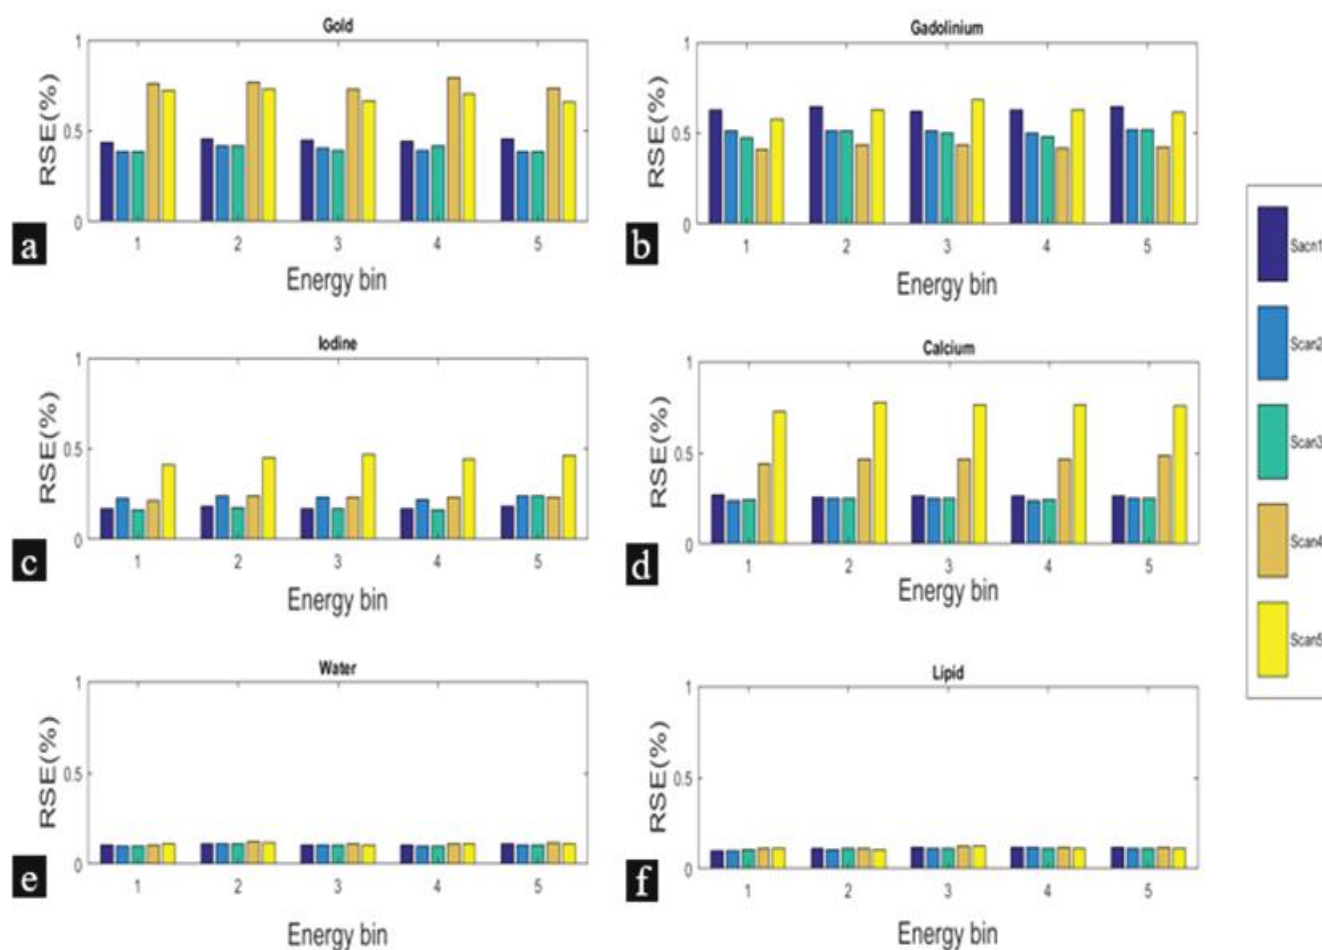 Gold
1
0.5
0
RSE(%)
1 2 3 4 5
Energy bin
a
Gadolinium
1
0.5
0
RSE(%)
1 2 3 4 5
Energy bin
b
Iodine
1
0.5
0
RSE(%)
1 2 3 4 5
Energy bin
c
Calcium
1
0.5
0
RSE(%)
1 2 3 4 5
Energy bin
d
Water
1
0.5
0
RSE(%)
1 2 3 4 5
Energy bin
e
Lipid
1
0.5
0
RSE(%)
1 2 3 4 5
Energy bin
f
Sacn1
Scan2
Scan3
Scan4
Scan5